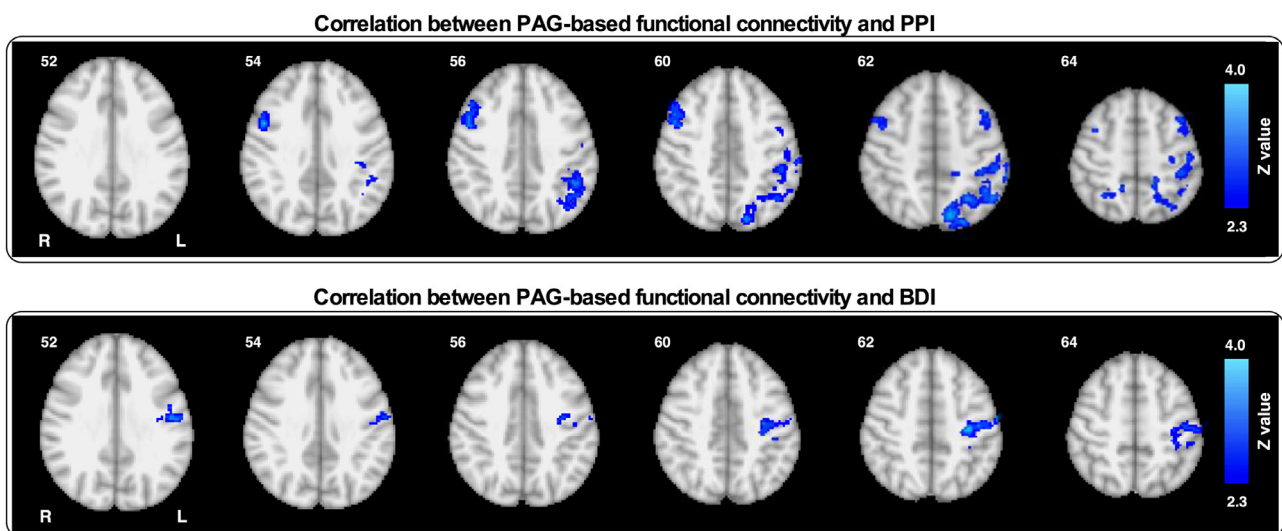 Correlation between PAG-based functional connectivity and PPI
52 54 56 60 62 64
4.0
Z value
2.3
R L
Correlation between PAG-based functional connectivity and BDI
52 54 56 60 62 64
4.0
Z value
2.3
R L